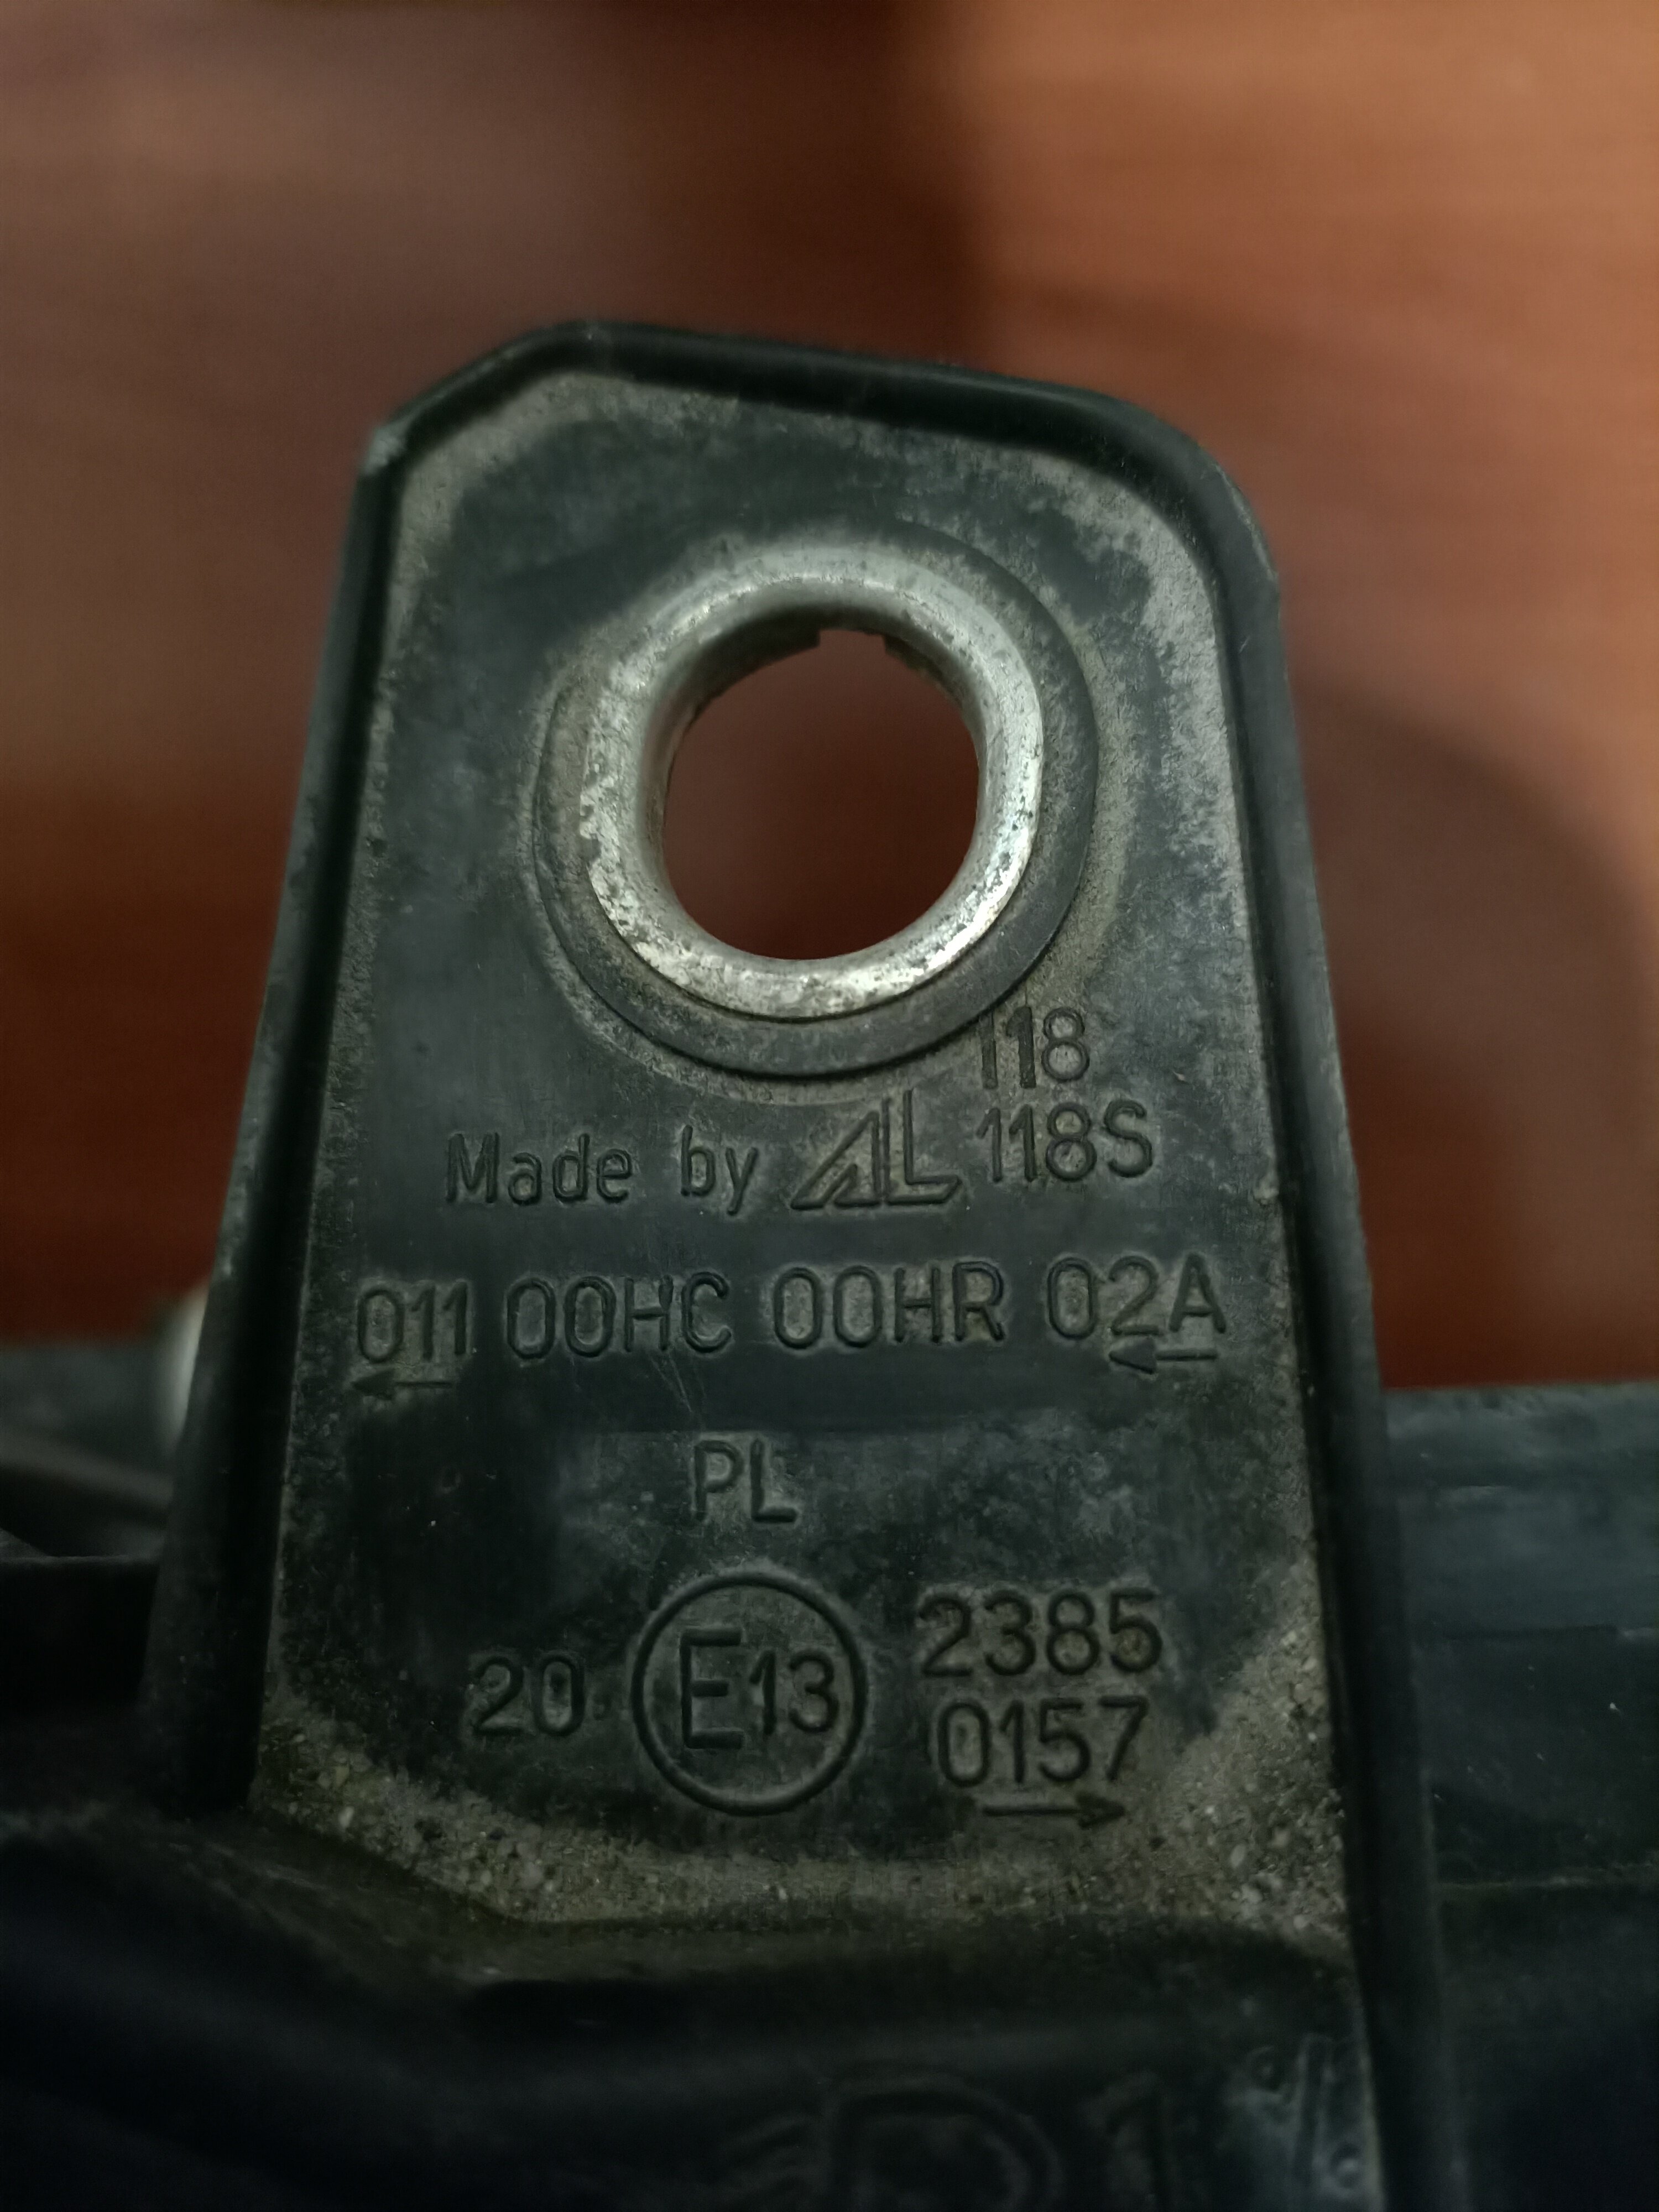 118
Made by AL 118S
011 00HC 00HR 02A
← ←
PL
20 E13 2385
0157
→